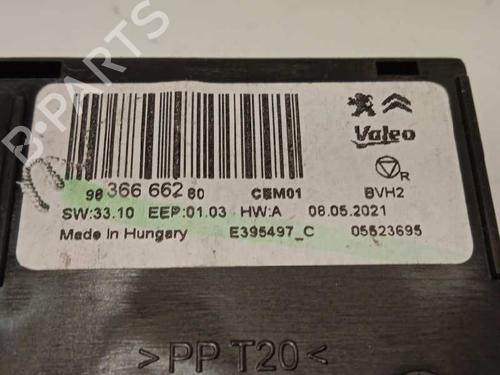 B-PARTS
Valeo
98 366 662 80 CEM01
R
BVH2
SW:33.10 EEP:01.03 HW:A 08.05.2021
Made In Hungary E395497_C 05523695
>PP T20<